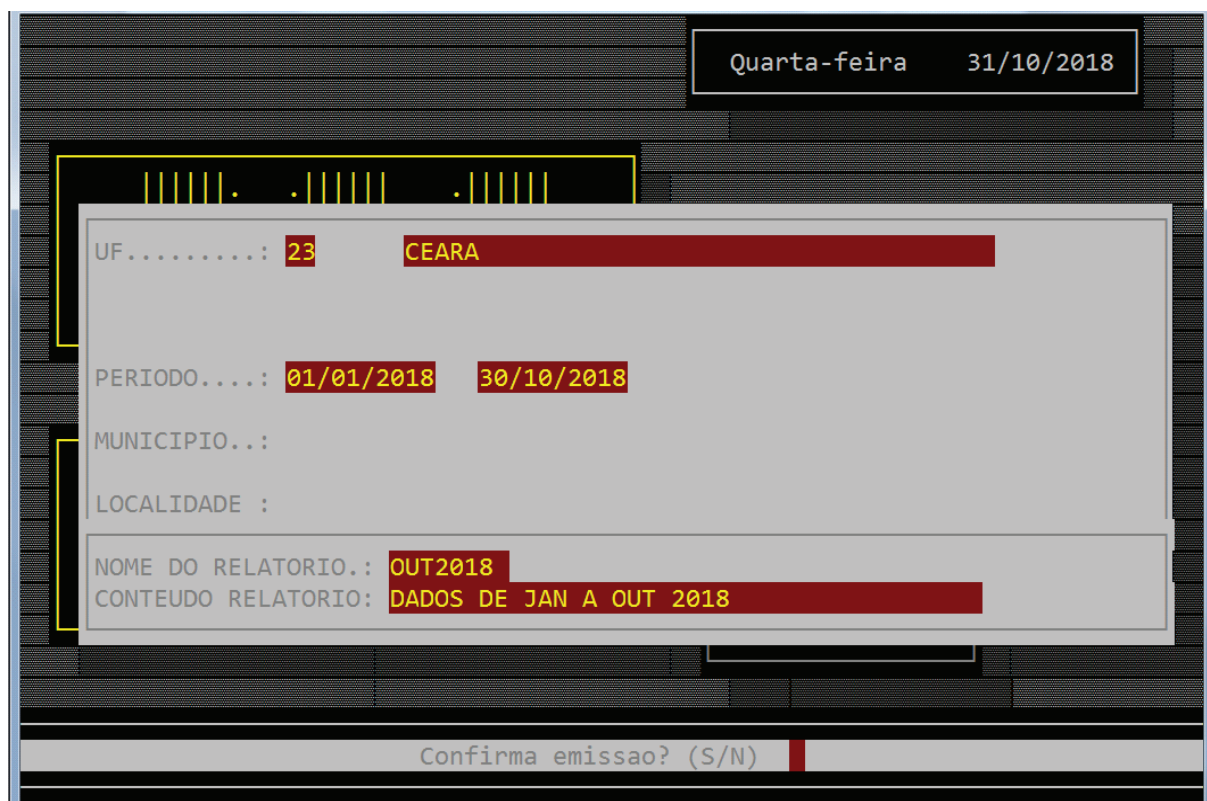 Quarta-feira 31/10/2018
UF.........: 23 CEARA
PERIODO....: 01/01/2018 30/10/2018
MUNICIPIO..:
LOCALIDADE :
NOME DO RELATORIO.: OUT2018
CONTEUDO RELATORIO: DADOS DE JAN A OUT 2018
Confirma emissao? (S/N)